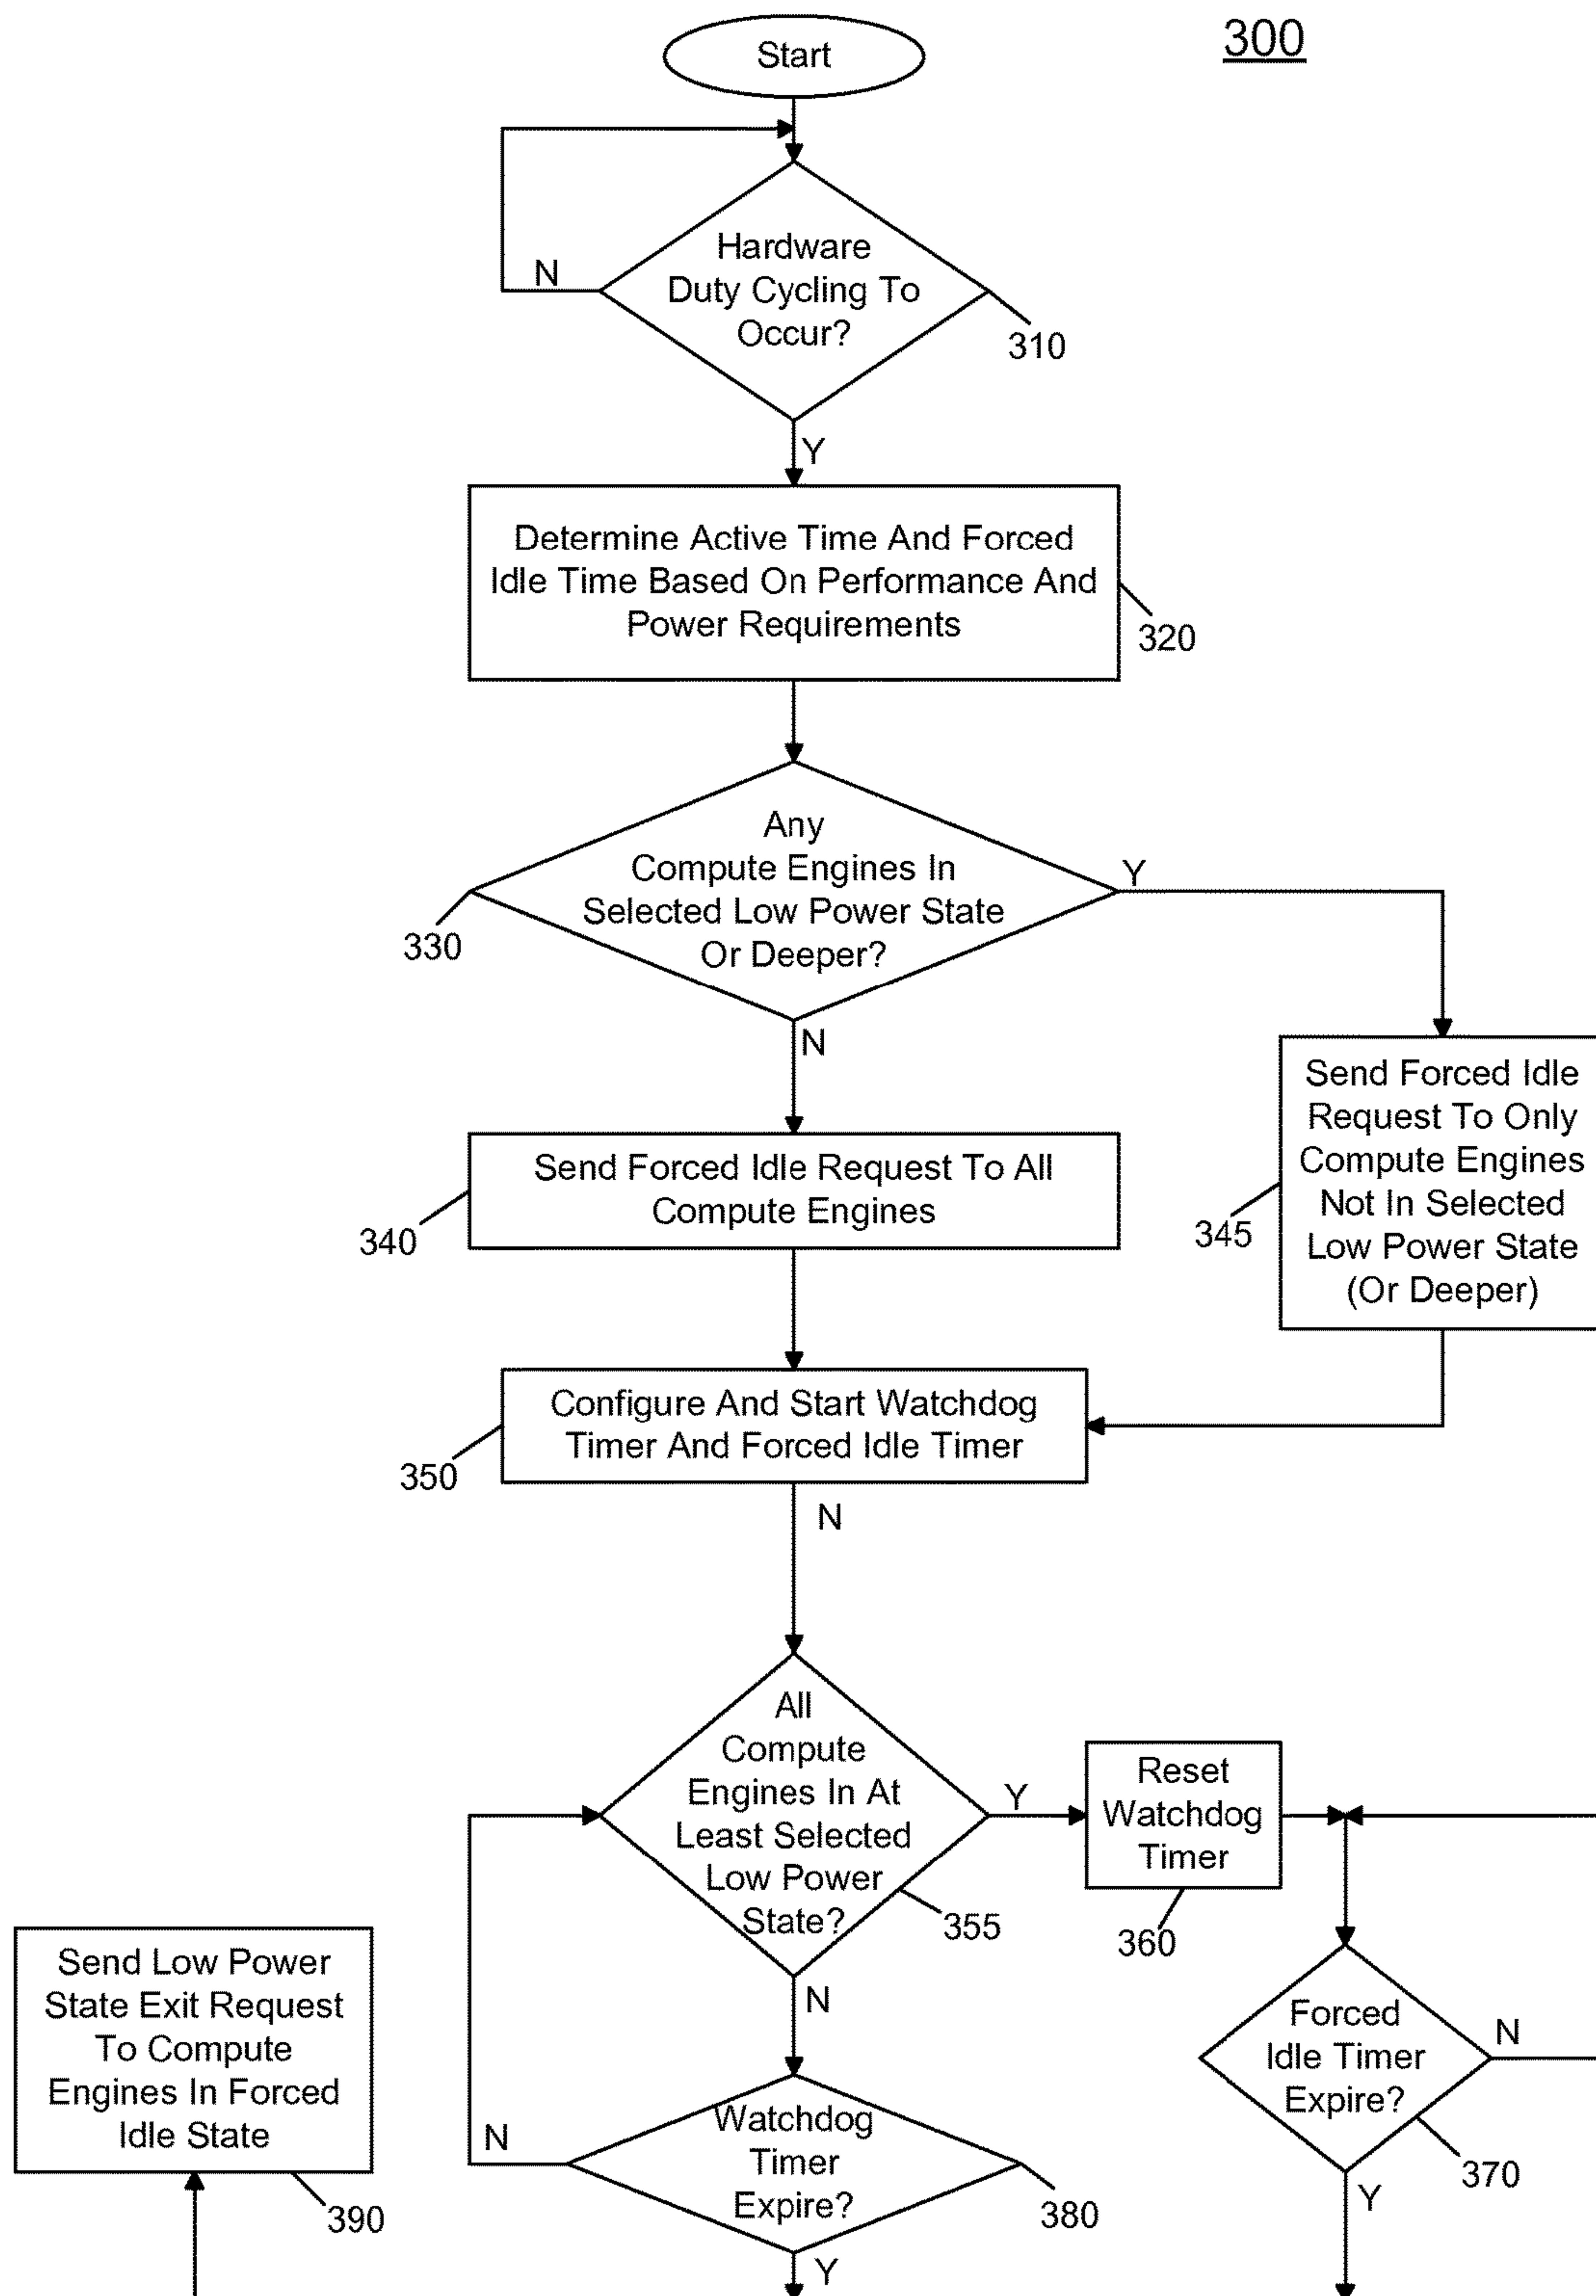 300
Start
Hardware
Duty Cycling To
Occur?
N
310
Y
Determine Active Time And Forced
Idle Time Based On Performance And
Power Requirements
320
Any
Compute Engines In
Selected Low Power State
Or Deeper?
Y
330
N
Send Forced Idle
Request To Only
Compute Engines
Not In Selected
Low Power State
(Or Deeper)
345
Send Forced Idle Request To All
Compute Engines
340
Configure And Start Watchdog
Timer And Forced Idle Timer
350
N
All
Compute
Engines In At
Least Selected
Low Power
State?
Y
355
Reset
Watchdog
Timer
360
N
Send Low Power
State Exit Request
To Compute
Engines In Forced
Idle State
390
Forced
Idle Timer
Expire?
N
370
Y
Watchdog
Timer
Expire?
N
380
Y